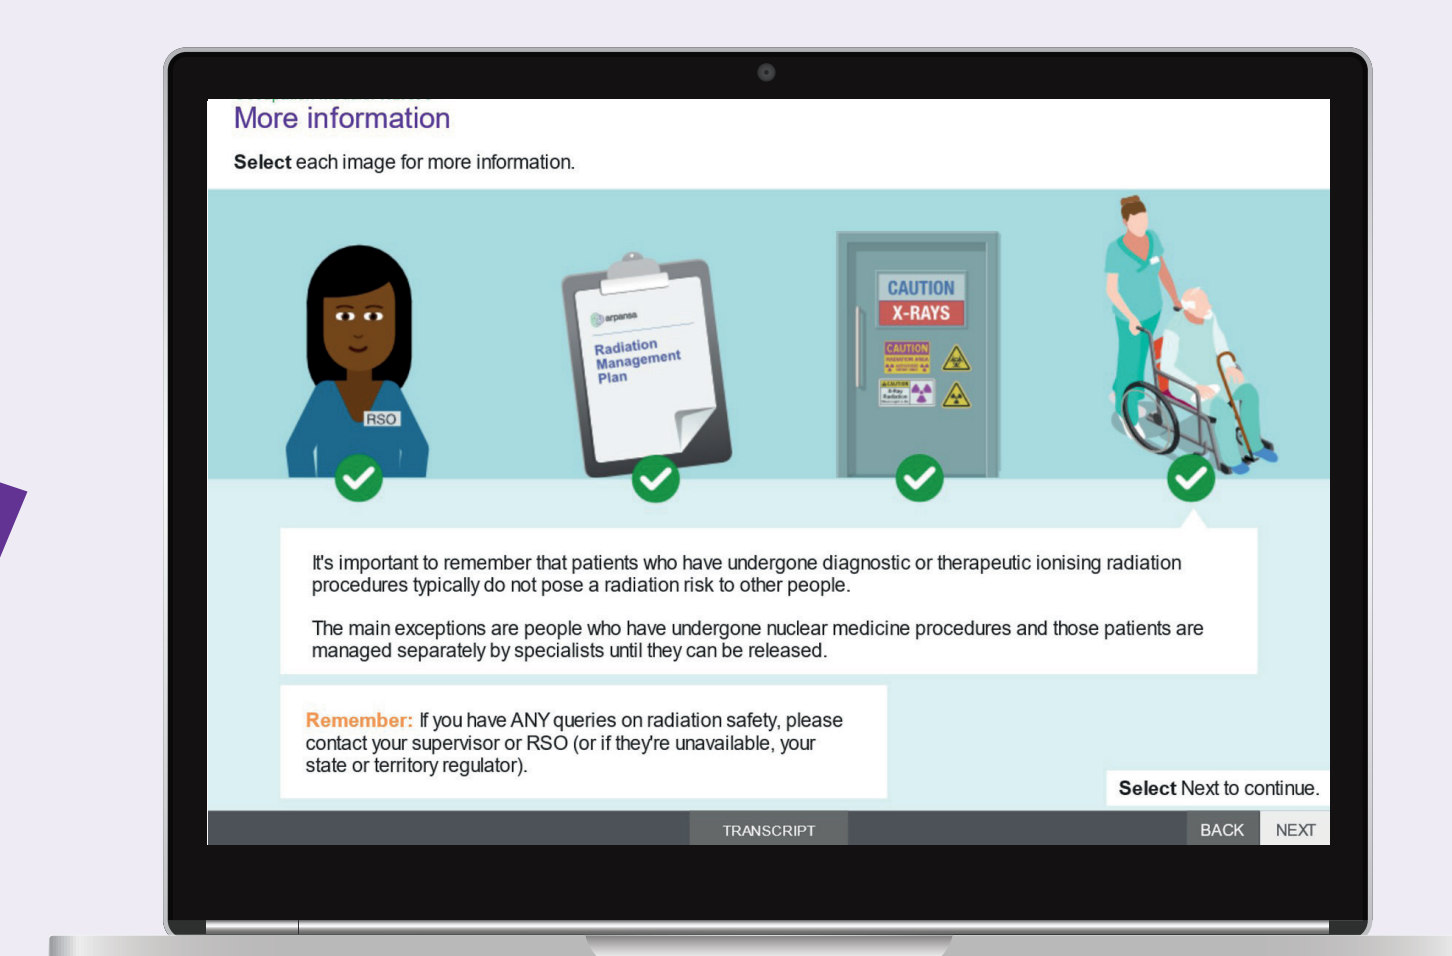 More information
Select each image for more information.
RSO
arpansa
Radiation
Management
Plan
CAUTION
X-RAYS
CAUTION
RADIATION AREA
CAUTION
X-Ray
Radiation
It's important to remember that patients who have undergone diagnostic or therapeutic ionising radiation
procedures typically do not pose a radiation risk to other people.
The main exceptions are people who have undergone nuclear medicine procedures and those patients are
managed separately by specialists until they can be released.
Remember: If you have ANY queries on radiation safety, please
contact your supervisor or RSO (or if they're unavailable, your
state or territory regulator).
Select Next to continue.
TRANSCRIPT
BACK
NEXT